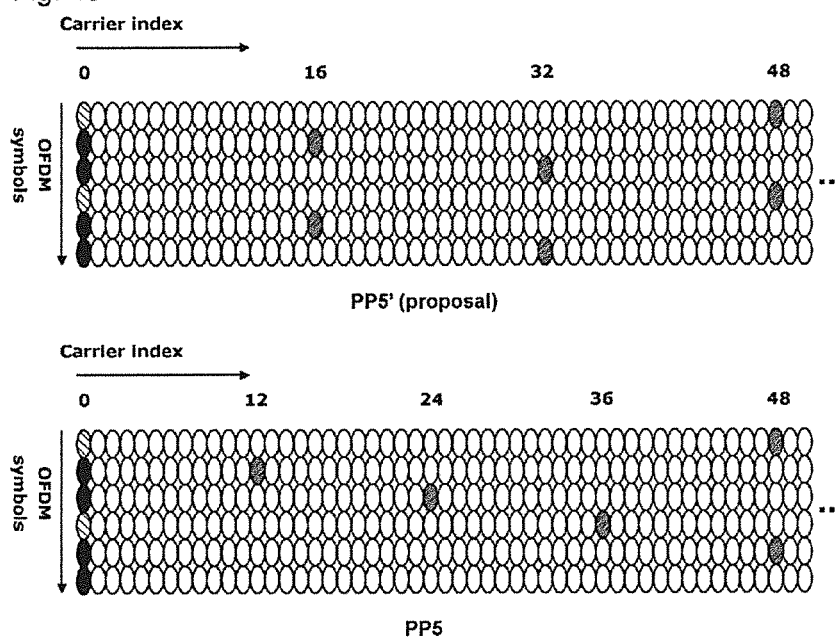 Carrier index
0 16 32 48
OFDM
symbols
..
PP5' (proposal)
Carrier index
0 12 24 36 48
OFDM
symbols
..
PP5